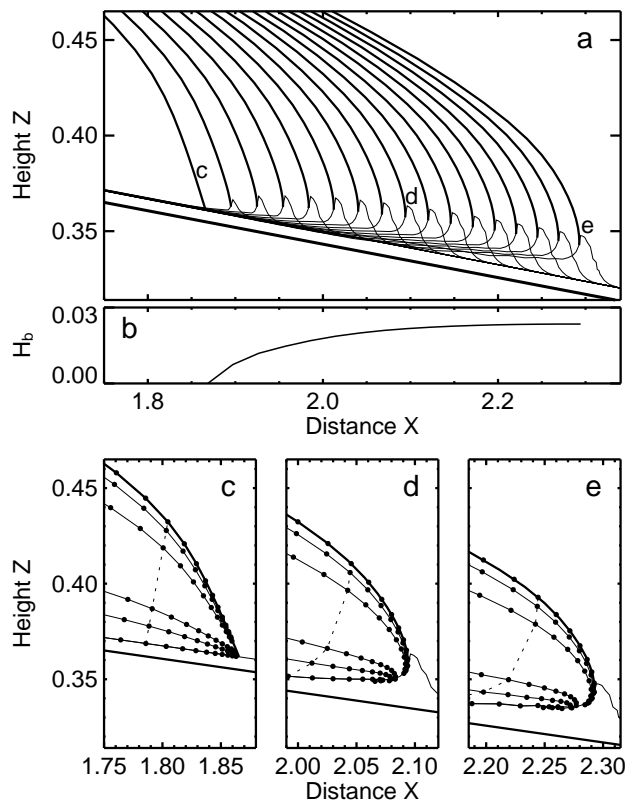 0.45
0.40
0.35
Height Z
a
c
d
e
0.03
0.00
H_b
b
1.8 2.0 2.2
Distance X
0.45
0.40
0.35
Height Z
c
d
e
1.75 1.80 1.85
2.00 2.05 2.10
2.20 2.25 2.30
Distance X
Distance X
Distance X